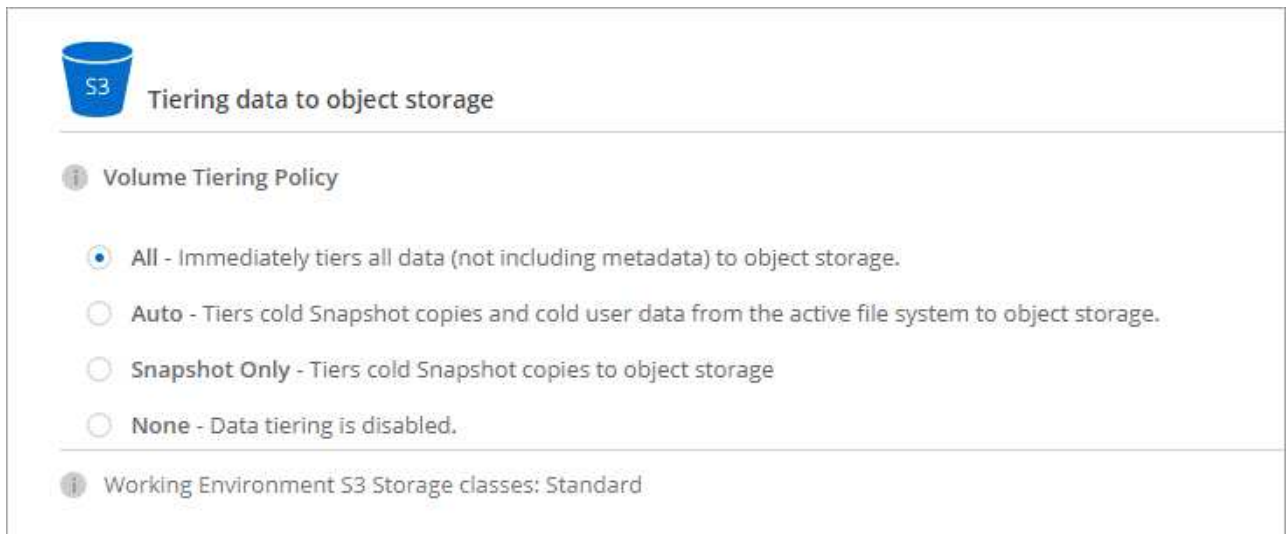 S3
Tiering data to object storage
Volume Tiering Policy
All - Immediately tiers all data (not including metadata) to object storage.
Auto - Tiers cold Snapshot copies and cold user data from the active file system to object storage.
Snapshot Only - Tiers cold Snapshot copies to object storage
None - Data tiering is disabled.
Working Environment S3 Storage classes: Standard